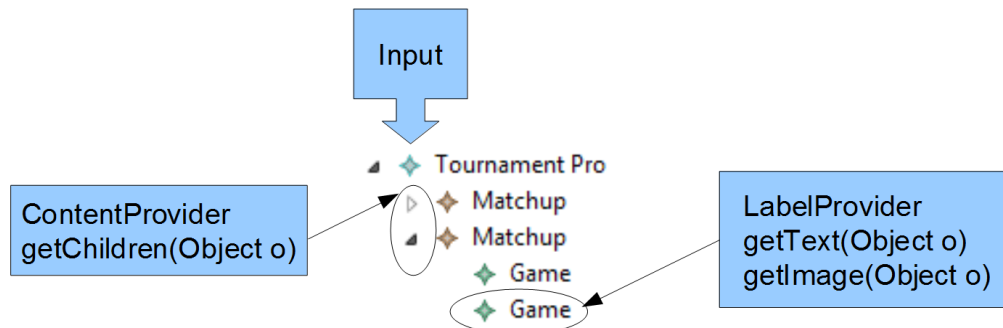 Input
Tournament Pro
Matchup
Matchup
Game
Game
ContentProvider
getChildren(Object o)
LabelProvider
getText(Object o)
getImage(Object o)